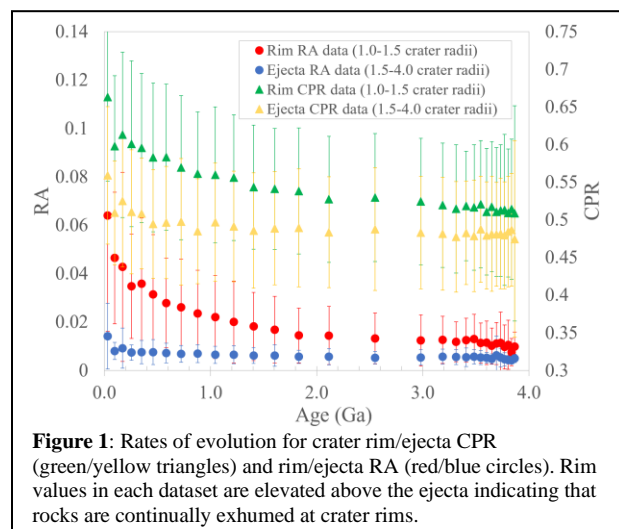 0.14
0.12
0.1
0.08
0.06
0.04
0.02
0
RA
Rim RA data (1.0-1.5 crater radii)
Ejecta RA data (1.5-4.0 crater radii)
Rim CPR data (1.0-1.5 crater radii)
Ejecta CPR data (1.5-4.0 crater radii)
0.75
0.7
0.65
0.6
0.55
0.5
0.45
0.4
0.35
0.3
CPR
0.0 1.0 2.0 3.0 4.0
Age (Ga)
Figure 1: Rates of evolution for crater rim/ejecta CPR
(green/yellow triangles) and rim/ejecta RA (red/blue circles). Rim
values in each dataset are elevated above the ejecta indicating that
rocks are continually exhumed at crater rims.